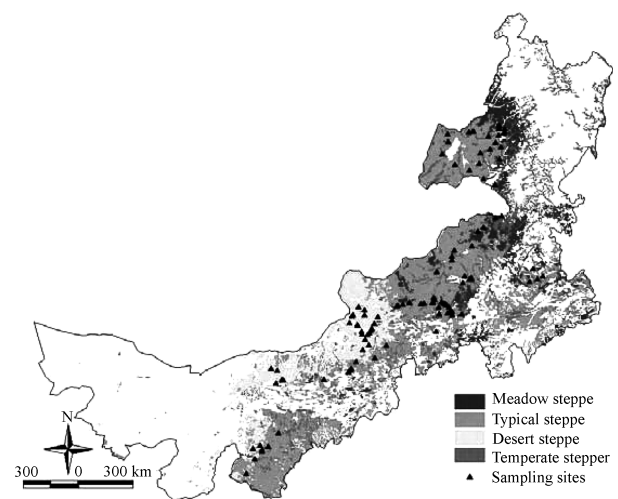 Meadow steppe
Typical steppe
Desert steppe
Temperate stepper
Sampling sites
N
300 0 300 km